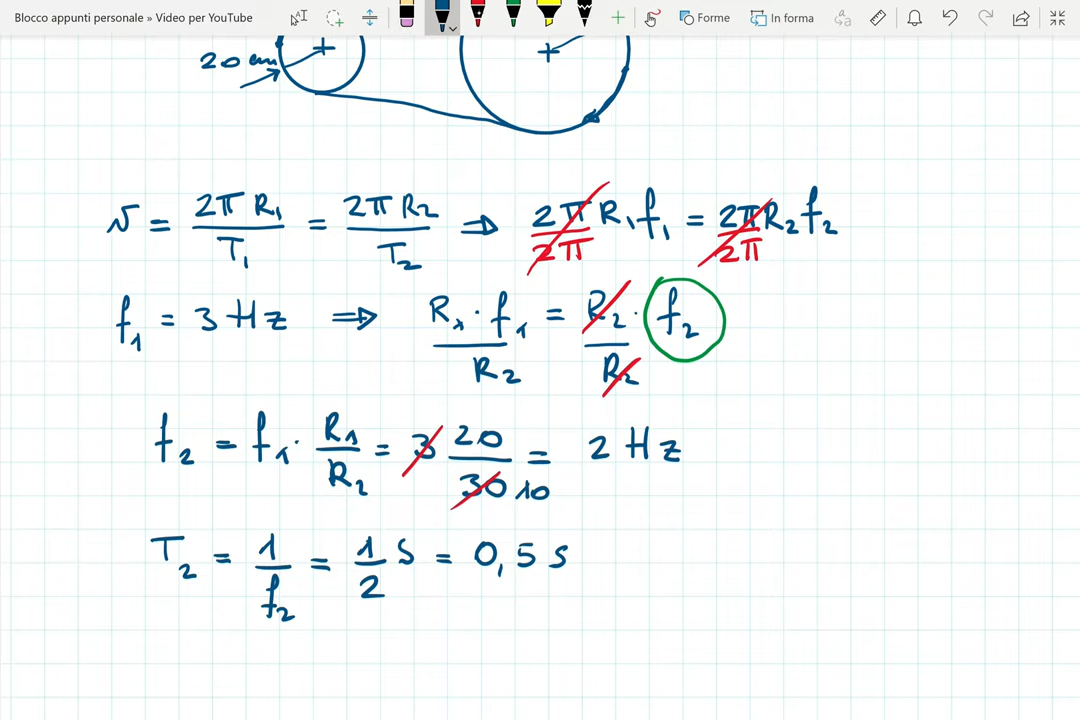 Blocco appunti personale » Video per YouTube
Forme
In forma
20 cm
v = 2π R₁ / T₁ = 2π R₂ / T₂ ⇒ 2π R₁ f₁ / 2π = 2π R₂ f₂ / 2π
f₁ = 3 Hz ⇒ R₁ · f₁ / R₂ = R₂ · f₂ / R₂
f₂ = f₁ · R₁ / R₂ = 3 20 / 30 10 = 2 Hz
T₂ = 1 / f₂ = 1 / 2 s = 0,5 s